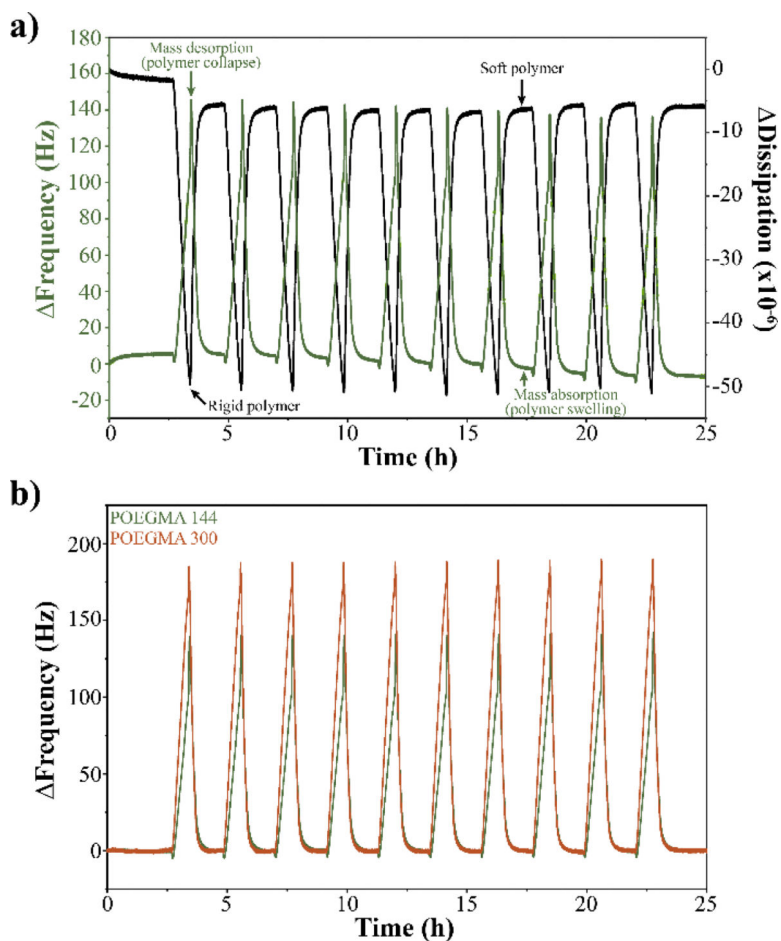 a)
Mass desorption
(polymer collapse)
Soft polymer
180
160
140
120
100
80
60
40
20
0
-20
ΔFrequency (Hz)
0
-10
-20
-30
-40
-50
ΔDissipation (x10-6)
Rigid polymer
Mass absorption
(polymer swelling)
0 5 10 15 20 25
Time (h)
b)
POEGMA 144
POEGMA 300
200
150
100
50
0
ΔFrequency (Hz)
0 5 10 15 20 25
Time (h)